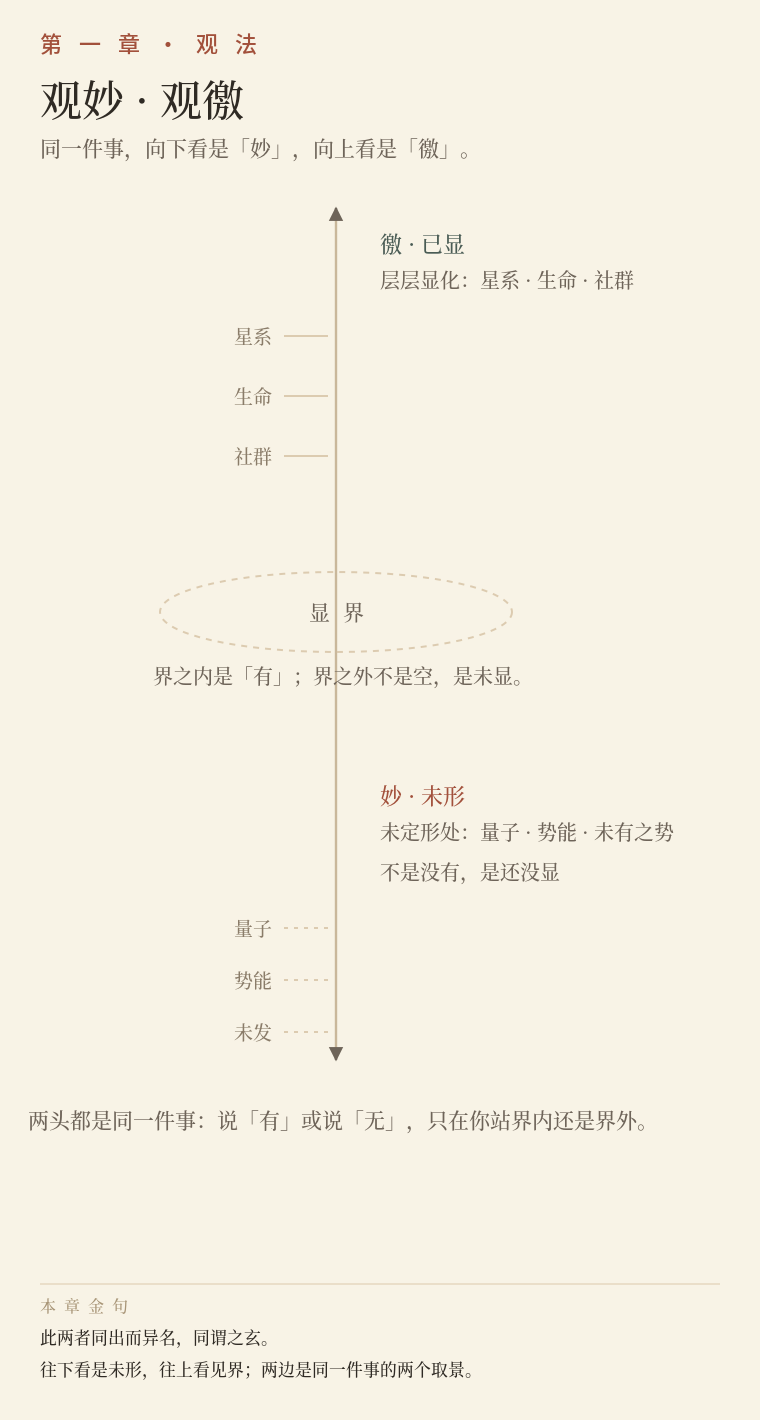 第一章·观法
观妙·观徼
同一件事，向下看是「妙」，向上看是「徼」。
徼·已显
层层显化：星系·生命·社群
星系
生命
社群
显界
界之内是「有」；界之外不是空，是未显。
妙·未形
未定形处：量子·势能·未有之势
不是没有，是还没显
量子
势能
未发
两头都是同一件事：说「有」或说「无」，只在你站界内还是界外。
本章金句
此两者同出而异名，同谓之玄。
往下看是未形，往上看见界；两边是同一件事的两个取景。